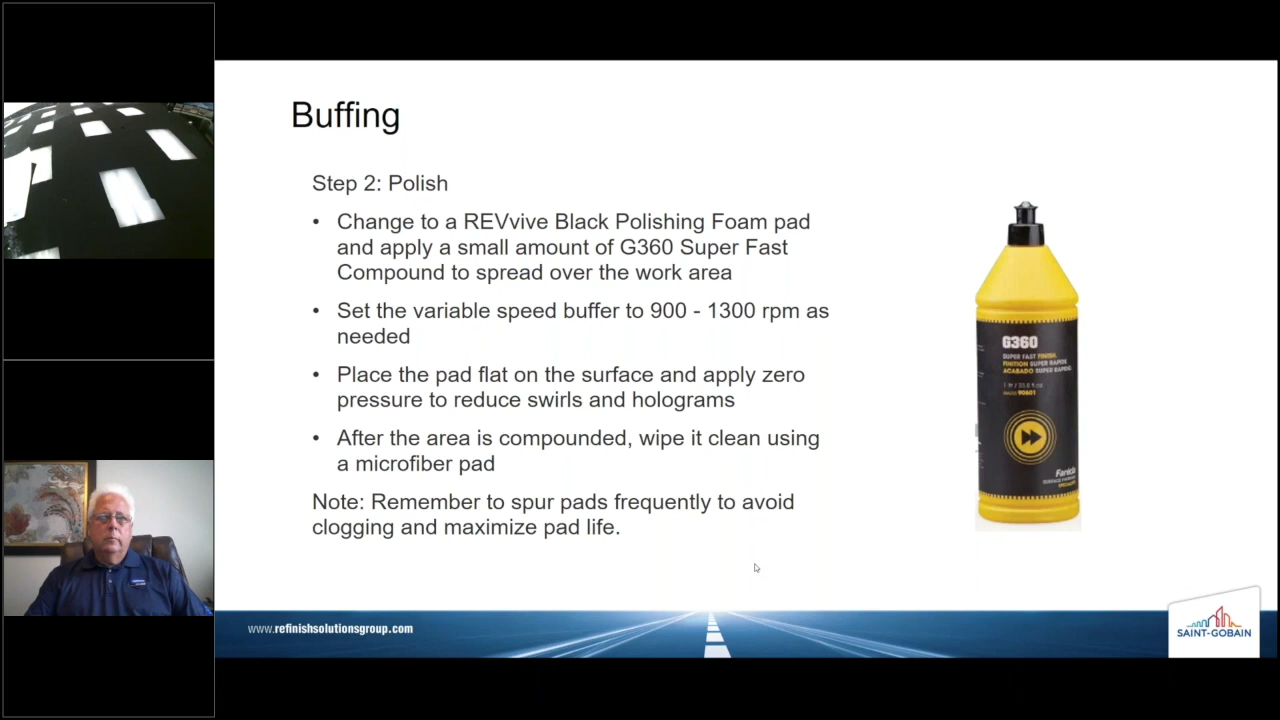 Buffing
Step 2: Polish
• Change to a REVvive Black Polishing Foam pad
and apply a small amount of G360 Super Fast
Compound to spread over the work area
• Set the variable speed buffer to 900 - 1300 rpm as
needed
• Place the pad flat on the surface and apply zero
pressure to reduce swirls and holograms
• After the area is compounded, wipe it clean using
a microfiber pad
Note: Remember to spur pads frequently to avoid
clogging and maximize pad life.
G360
SUPER FAST FINISH.
FINITION SUPER RAPIDE
ACABADO SUPER RAPIDO.
Farécla
www.refinishsolutionsgroup.com
SAINT-GOBAIN